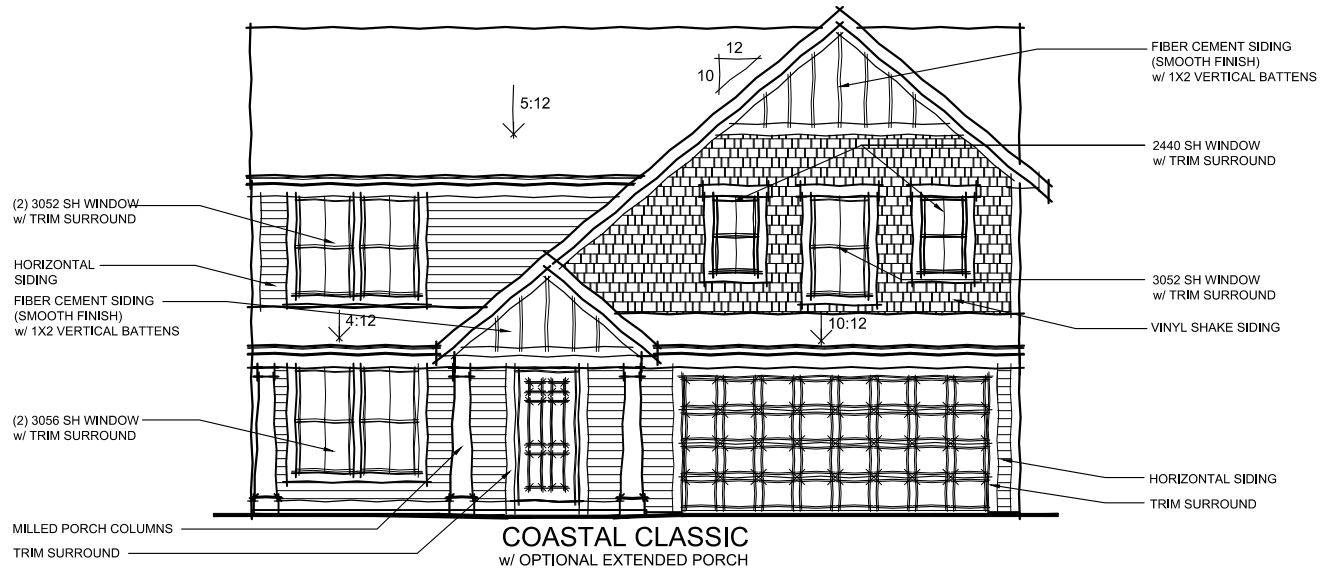 12
10
5:12
FIBER CEMENT SIDING
(SMOOTH FINISH)
w/ 1X2 VERTICAL BATTENS
2440 SH WINDOW
w/ TRIM SURROUND
(2) 3052 SH WINDOW
w/ TRIM SURROUND
HORIZONTAL
SIDING
FIBER CEMENT SIDING
(SMOOTH FINISH)
w/ 1X2 VERTICAL BATTENS
3052 SH WINDOW
w/ TRIM SURROUND
VINYL SHAKE SIDING
4:12
10:12
(2) 3056 SH WINDOW
w/ TRIM SURROUND
HORIZONTAL SIDING
TRIM SURROUND
MILLED PORCH COLUMNS
TRIM SURROUND
COASTAL CLASSIC
w/ OPTIONAL EXTENDED PORCH